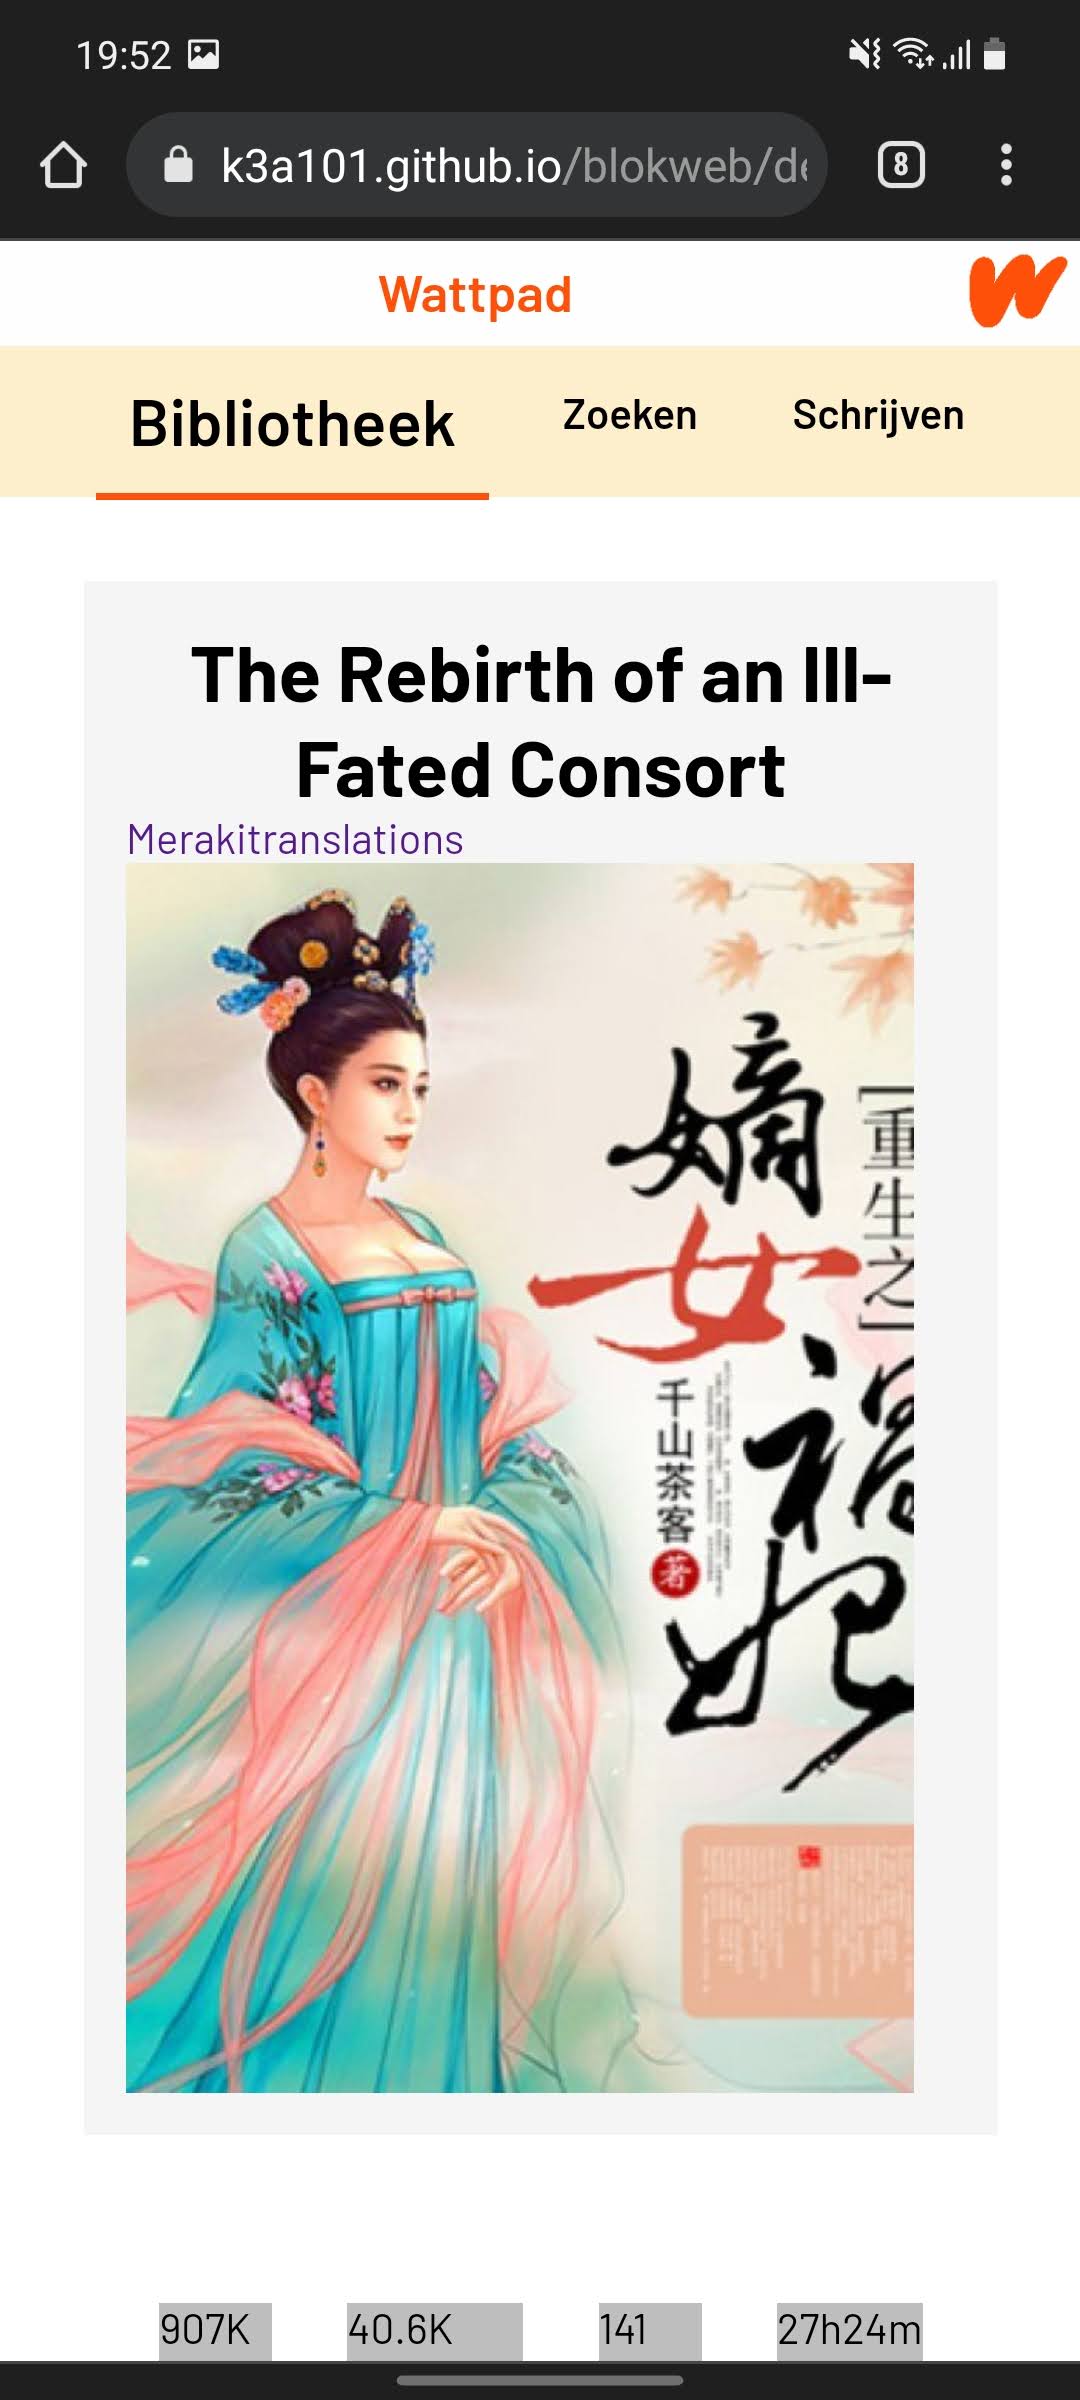 19:52
k3a101.github.io/blokweb/de
8
Wattpad
Bibliotheek
Zoeken
Schrijven
The Rebirth of an Ill-
Fated Consort
Merakitranslations
重生之
嫡
女
祸
妃
千山茶客
著
907K
40.6K
141
27h24m